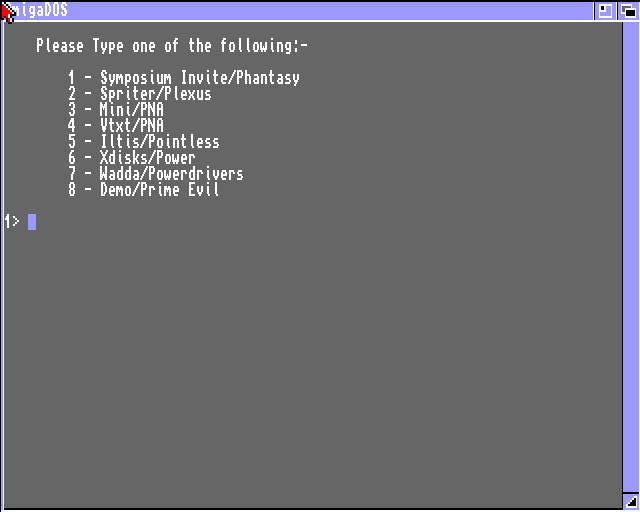 migaDOS
Please Type one of the following:-
1 - Symposium Invite/Phantasy
2 - Spriter/Plexus
3 - Mini/PNA
4 - Vtxt/PNA
5 - Iltis/Pointless
6 - Xdisks/Power
7 - Wadda/Powerdrivers
8 - Demo/Prime Evil
1>